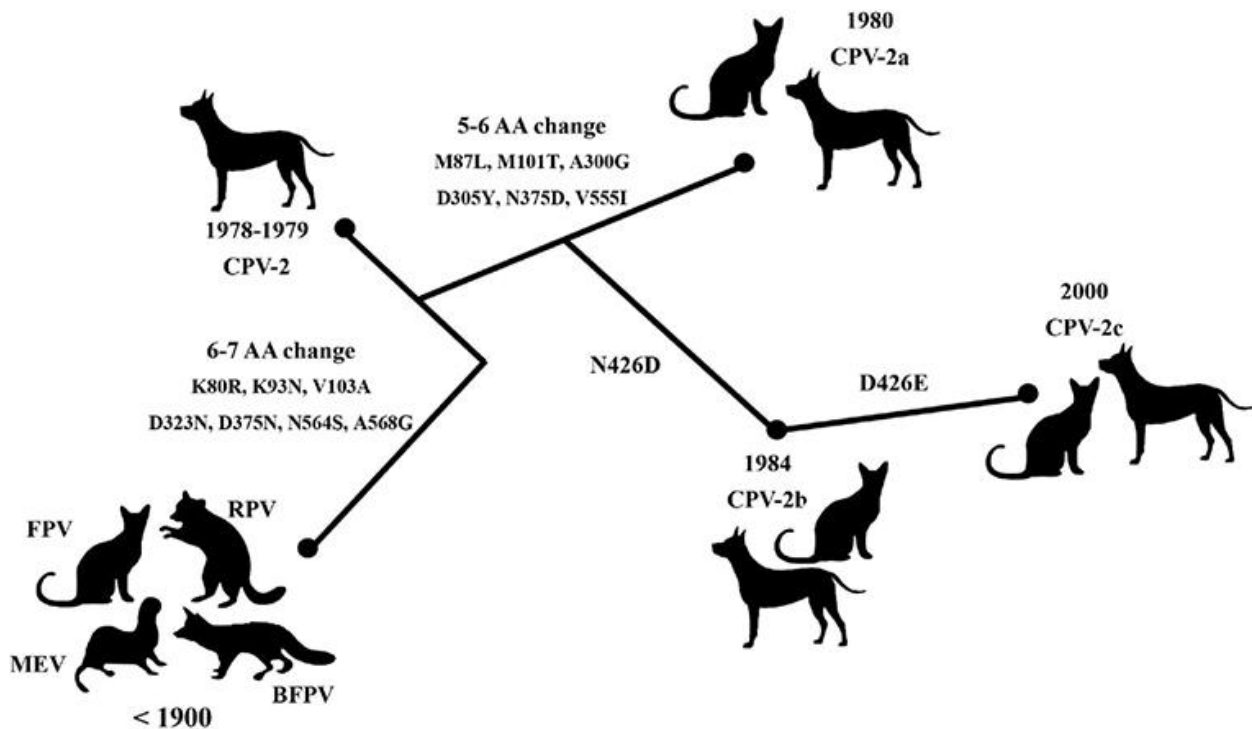 1980
CPV-2a
5-6 AA change
M87L, M101T, A300G
D305Y, N375D, V555I
1978-1979
CPV-2
2000
CPV-2c
6-7 AA change
K80R, K93N, V103A
D323N, D375N, N564S, A568G
N426D
D426E
1984
CPV-2b
FPV
RPV
MEV
BFPV
< 1900